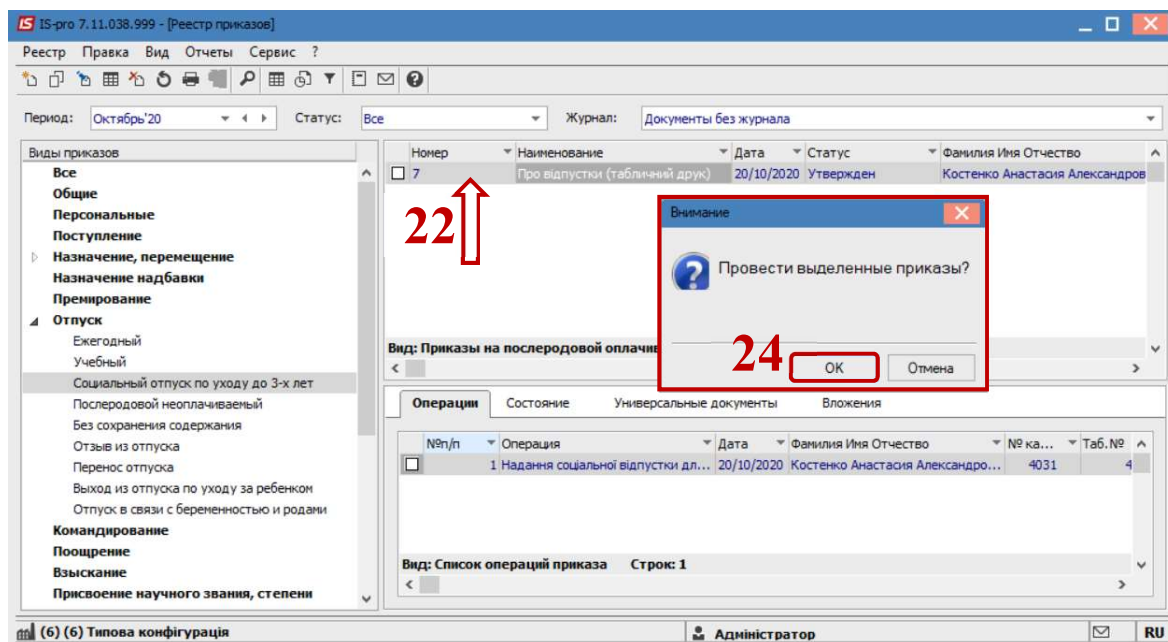 IS-pro 7.11.038.999 - [Реестр приказов]
Реестр Правка Вид Отчеты Сервис ?
Период: Октябрь'20 Статус: Все Журнал: Документы без журнала
Виды приказов
Все
Общие
Персональные
Поступление
Назначение, перемещение
Назначение надбавки
Премирование
Отпуск
Ежегодный
Учебный
Социальный отпуск по уходу до 3-х лет
Послеродовой неоплачиваемый
Без сохранения содержания
Отзыв из отпуска
Перенос отпуска
Выход из отпуска по уходу за ребенком
Отпуск в связи с беременностью и родами
Командирование
Поощрение
Взыскание
Присвоение научного звания, степени
Номер Наименование Дата Статус Фамилия Имя Отчество
7 Про відпустки (табличний друк) 20/10/2020 Утвержден Костенко Анастасия Александров
22
Внимание
Провести выделенные приказы?
24
OK Отмена
Вид: Приказы на послеродовой оплачив
Операции Состояние Универсальные документы Вложения
№п/п Операция Дата Фамилия Имя Отчество № ка... Таб.№
1 Надання соціальної відпустки дл... 20/10/2020 Костенко Анастасия Александро... 4031 4
Вид: Список операций приказа Строк: 1
(6) (6) Типова конфігурація Адміністратор RU